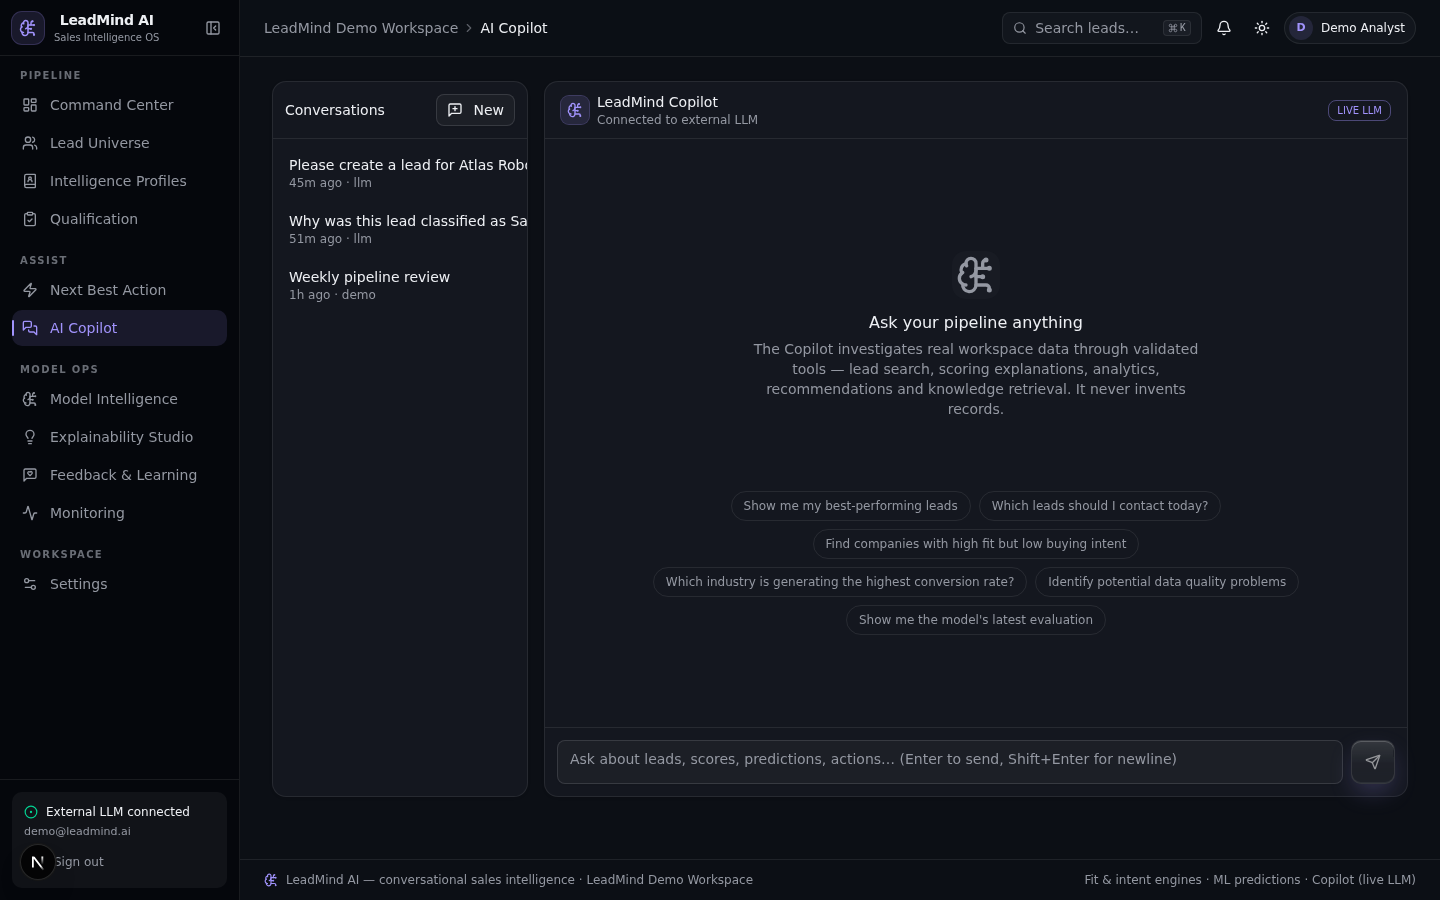 LeadMind AI
Sales Intelligence OS
LeadMind Demo Workspace > AI Copilot
Search leads...
⌘K
D
Demo Analyst
PIPELINE
Command Center
Lead Universe
Intelligence Profiles
Qualification
ASSIST
Next Best Action
AI Copilot
MODEL OPS
Model Intelligence
Explainability Studio
Feedback & Learning
Monitoring
WORKSPACE
Settings
External LLM connected
demo@leadmind.ai
N
Sign out
Conversations
New
Please create a lead for Atlas Robo
45m ago · llm
Why was this lead classified as Sa
51m ago · llm
Weekly pipeline review
1h ago · demo
LeadMind Copilot
Connected to external LLM
LIVE LLM
Ask your pipeline anything
The Copilot investigates real workspace data through validated
tools — lead search, scoring explanations, analytics,
recommendations and knowledge retrieval. It never invents
records.
Show me my best-performing leads
Which leads should I contact today?
Find companies with high fit but low buying intent
Which industry is generating the highest conversion rate?
Identify potential data quality problems
Show me the model's latest evaluation
Ask about leads, scores, predictions, actions... (Enter to send, Shift+Enter for newline)
LeadMind AI — conversational sales intelligence · LeadMind Demo Workspace
Fit & intent engines · ML predictions · Copilot (live LLM)